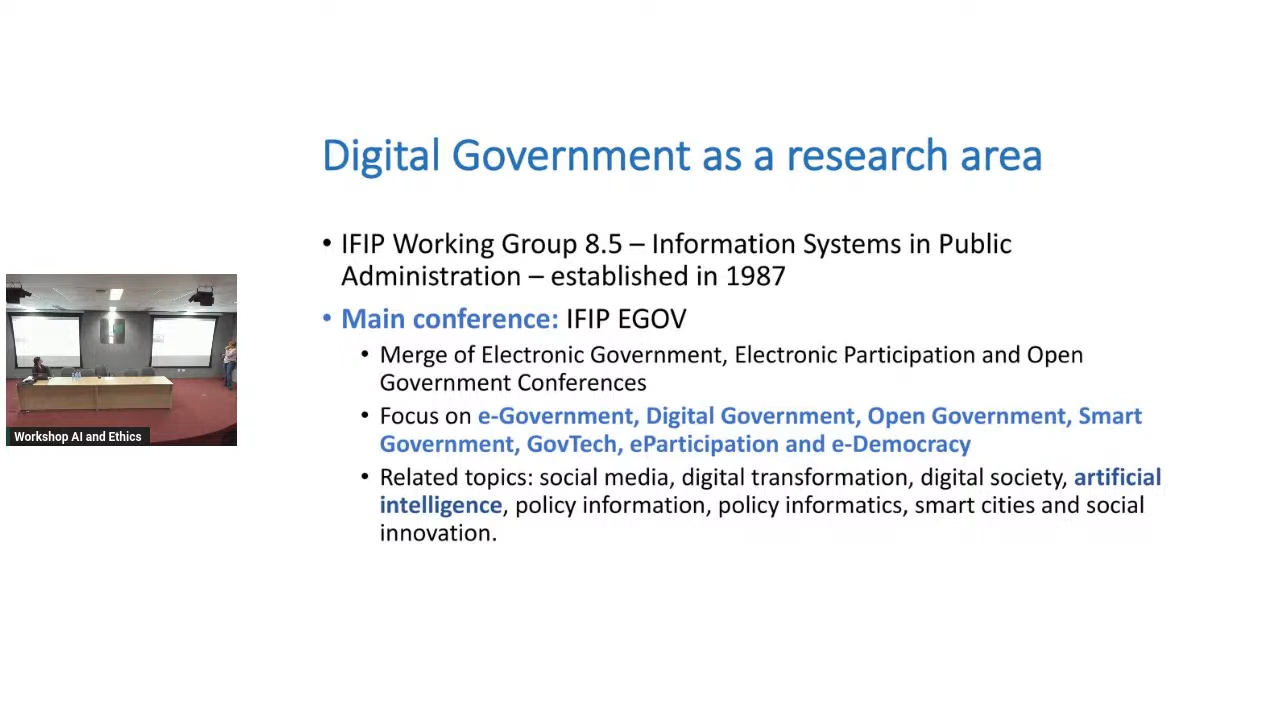 Digital Government as a research area
• IFIP Working Group 8.5 – Information Systems in Public
Administration – established in 1987
• Main conference: IFIP EGOV
• Merge of Electronic Government, Electronic Participation and Open
Government Conferences
• Focus on e-Government, Digital Government, Open Government, Smart
Government, GovTech, eParticipation and e-Democracy
• Related topics: social media, digital transformation, digital society, artificial
intelligence, policy information, policy informatics, smart cities and social
innovation.
Workshop AI and Ethics